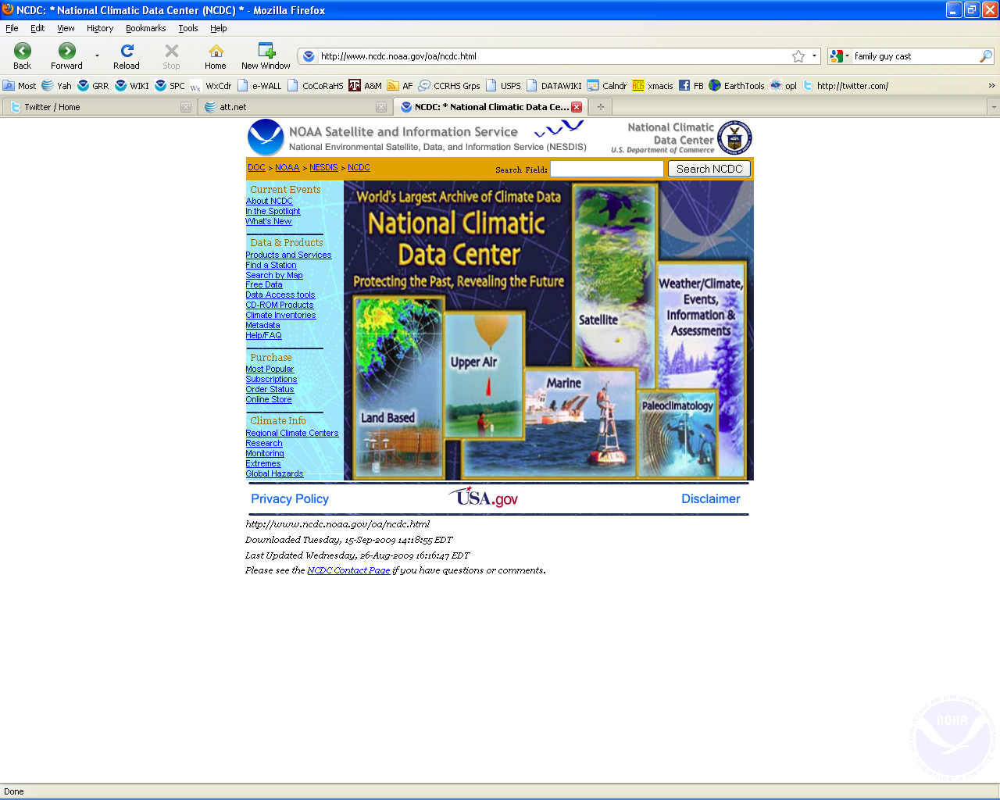 NCDC: * National Climatic Data Center (NCDC) * - Mozilla Firefox
File Edit View History Bookmarks Tools Help
Back Forward Reload Stop Home New Window http://www.ncdc.noaa.gov/oa/ncdc.html family guy cast
Most Yah GRR WIKI SPC WxCdr e-WALL CoCoRaHS A&M AF CCRHS Grps USPS DATAWIKI Calndr xmacis FB EarthTools opl http://twitter.com/ »
Twitter / Home att.net NCDC: * National Climatic Data Ce...
NOAA Satellite and Information Service
National Environmental Satellite, Data, and Information Service (NESDIS)
National Climatic
Data Center
U.S. Department of Commerce
DOC > NOAA > NESDIS > NCDC Search Field: Search NCDC
Current Events
About NCDC
In the Spotlight
What's New
Data & Products
Products and Services
Find a Station
Search by Map
Free Data
Data Access tools
CD-ROM Products
Climate Inventories
Metadata
Help/FAQ
Purchase
Most Popular
Subscriptions
Order Status
Online Store
Climate Info
Regional Climate Centers
Research
Monitoring
Extremes
Global Hazards
World's Largest Archive of Climate Data
National Climatic
Data Center
Protecting the Past, Revealing the Future
Satellite
Weather/Climate,
Events,
Information &
Assessments
Upper Air
Marine
Land Based
Paleoclimatology
Privacy Policy USA.gov Disclaimer
http://www.ncdc.noaa.gov/oa/ncdc.html
Downloaded Tuesday, 15-Sep-2009 14:18:55 EDT
Last Updated Wednesday, 26-Aug-2009 16:16:47 EDT
Please see the NCDC Contact Page if you have questions or comments.
NOAA
Done